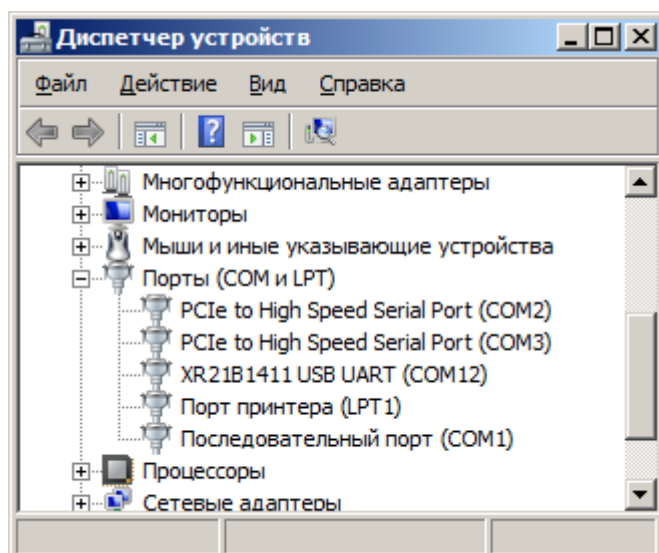 Диспетчер устройств
Файл Действие Вид Справка
Многофункциональные адаптеры
Мониторы
Мыши и иные указывающие устройства
Порты (COM и LPT)
PCIe to High Speed Serial Port (COM2)
PCIe to High Speed Serial Port (COM3)
XR21B1411 USB UART (COM12)
Порт принтера (LPT1)
Последовательный порт (COM1)
Процессоры
Сетевые адаптеры